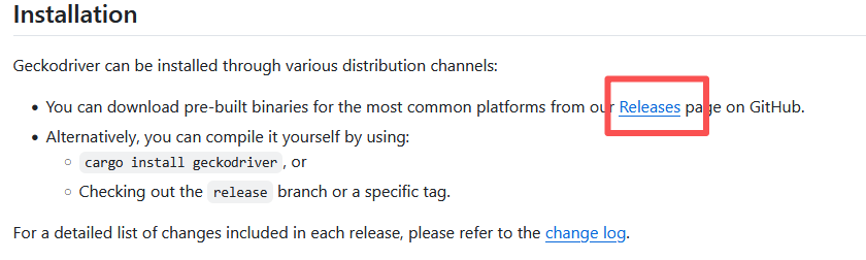 Installation
Geckodriver can be installed through various distribution channels:
• You can download pre-built binaries for the most common platforms from our Releases page on GitHub.
• Alternatively, you can compile it yourself by using:
○ cargo install geckodriver, or
○ Checking out the release branch or a specific tag.
For a detailed list of changes included in each release, please refer to the change log.